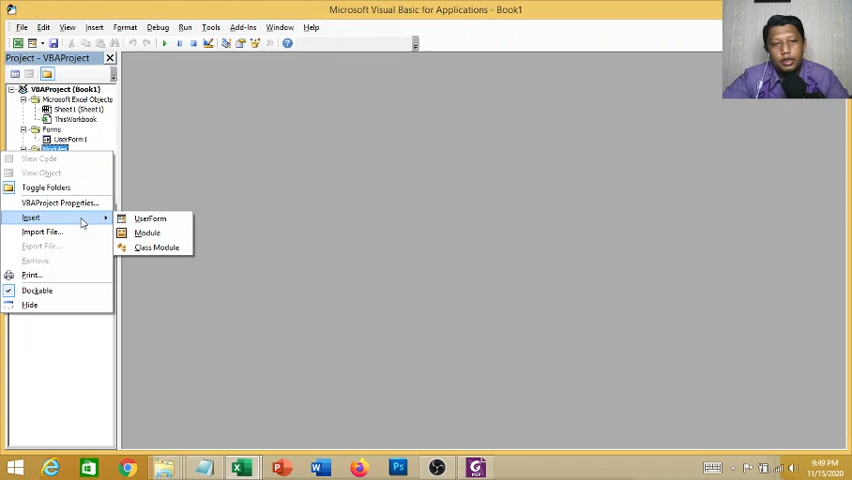 Microsoft Visual Basic for Applications - Book1
File Edit View Insert Format Debug Run Tools Add-Ins Window Help
Project - VBAProject
VBAProject (Book1)
Microsoft Excel Objects
Sheet1 (Sheet1)
ThisWorkbook
Forms
UserForm1
Modules
View Code
View Object
Toggle Folders
VBAProject Properties...
Insert
Import File...
Export File...
Remove
Print...
Dockable
Hide
UserForm
Module
Class Module
Ps
9:49 PM
11/15/2020